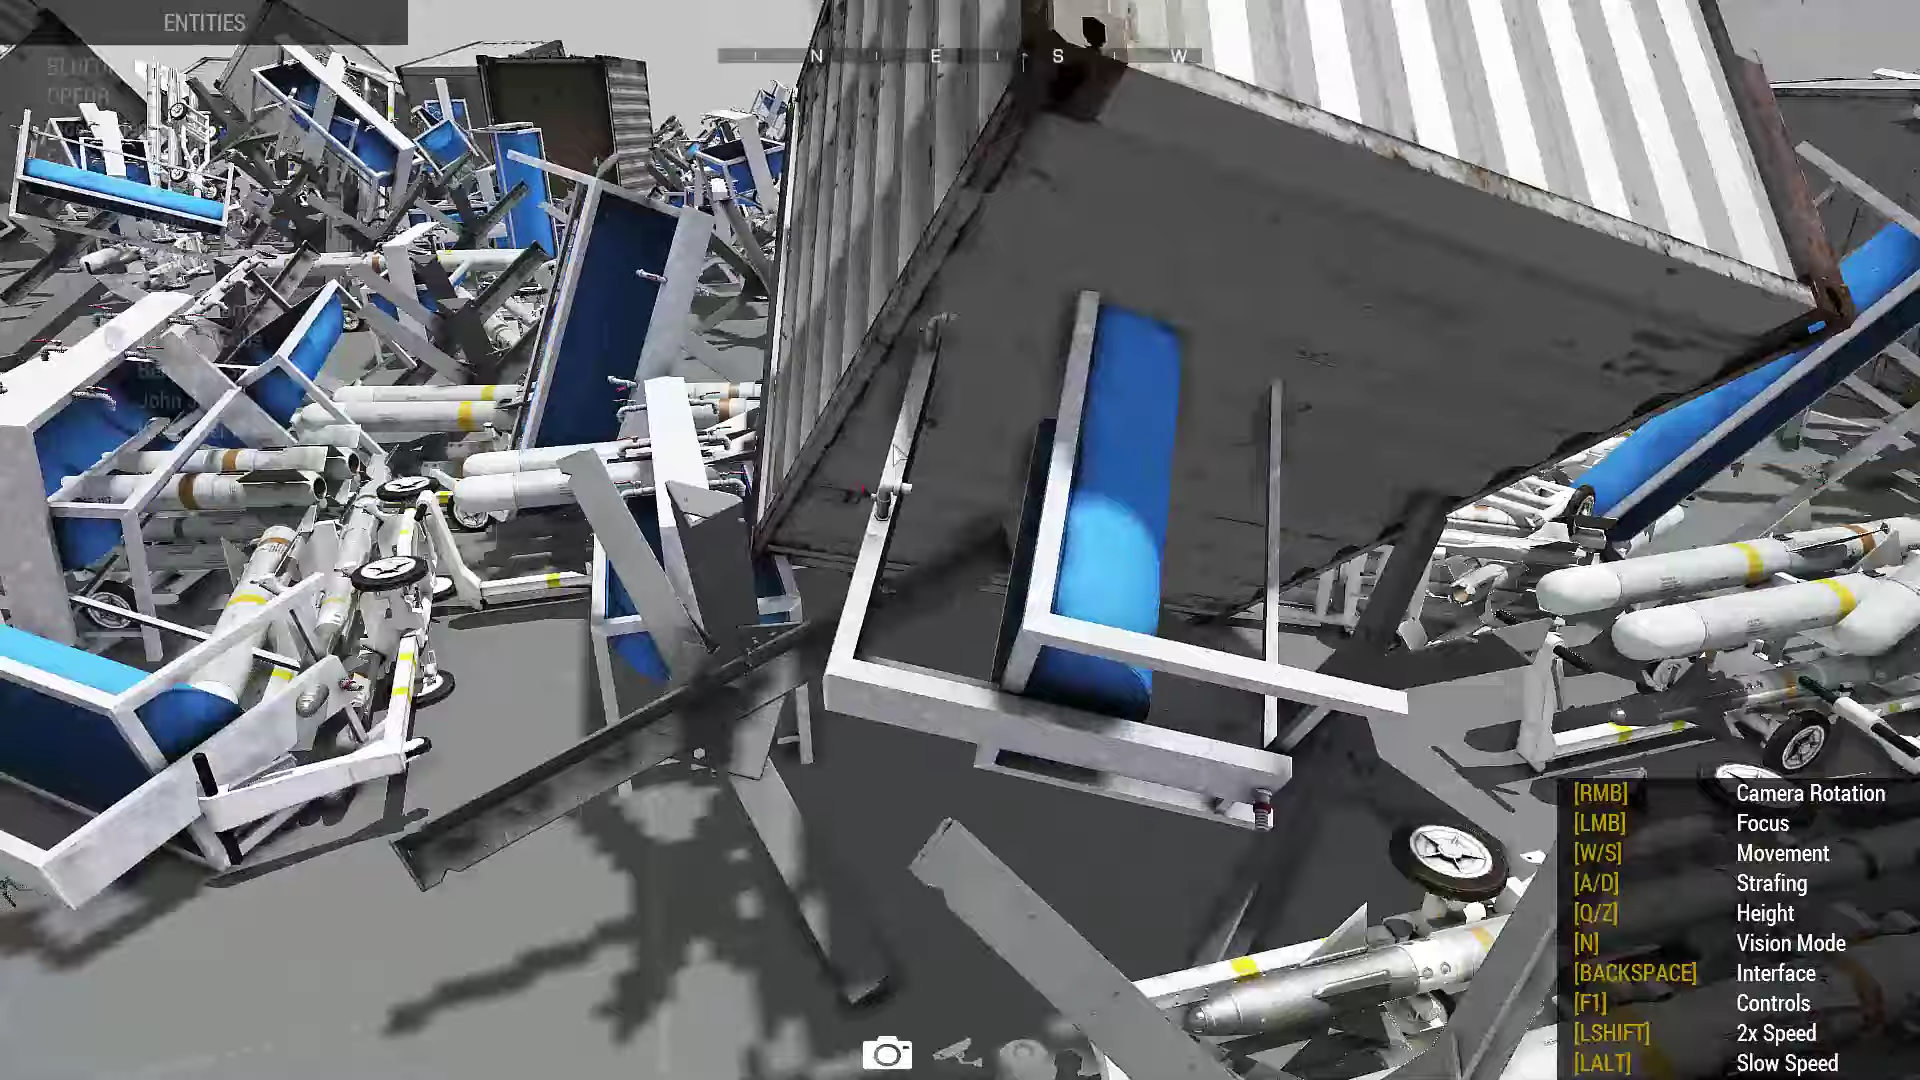 ENTITIES
N E S W
John
[RMB] Camera Rotation
[LMB] Focus
[W/S] Movement
[A/D] Strafing
[Q/Z] Height
[N] Vision Mode
[BACKSPACE] Interface
[F1] Controls
[LSHIFT] 2x Speed
[LALT] Slow Speed